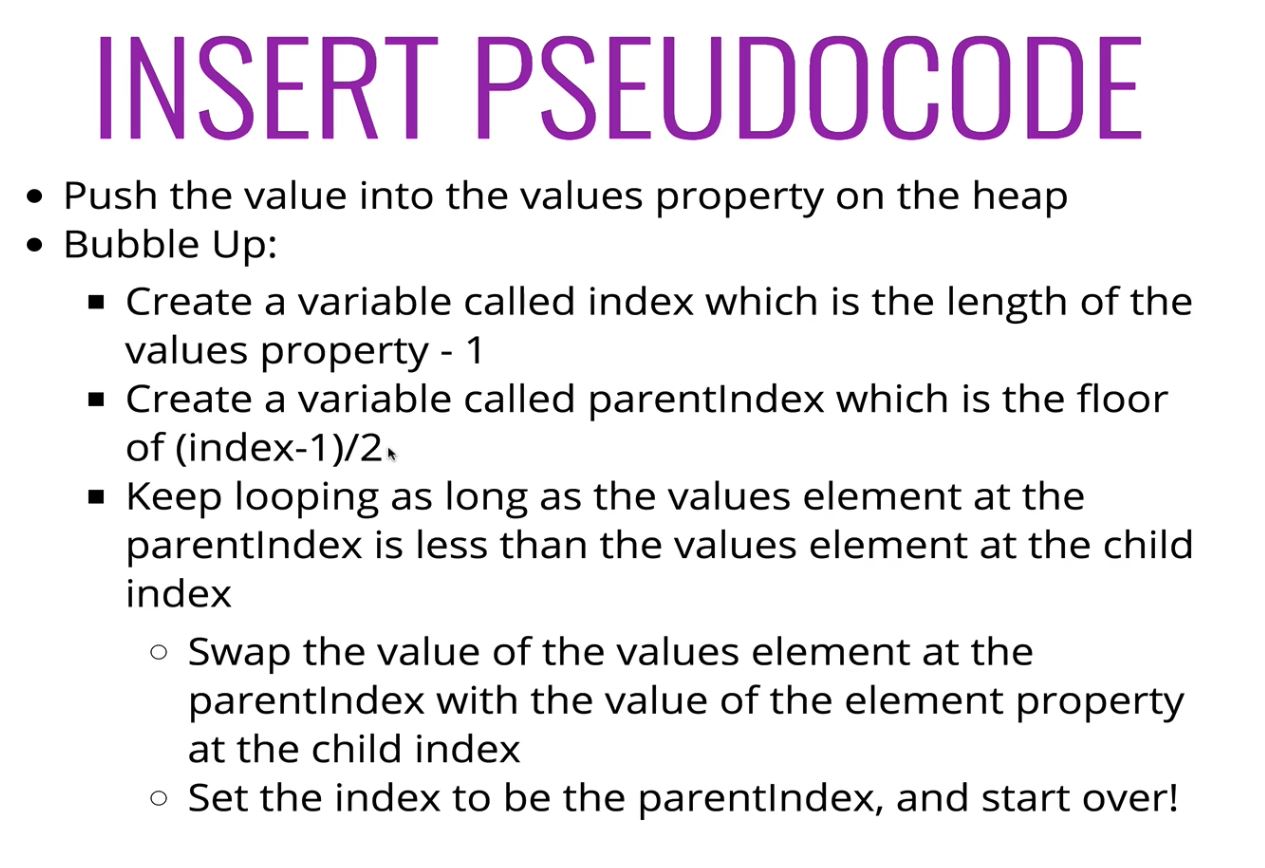 INSERT PSEUDOCODE
• Push the value into the values property on the heap
• Bubble Up:
▪ Create a variable called index which is the length of the
values property - 1
▪ Create a variable called parentIndex which is the floor
of (index-1)/2
▪ Keep looping as long as the values element at the
parentIndex is less than the values element at the child
index
○ Swap the value of the values element at the
parentIndex with the value of the element property
at the child index
○ Set the index to be the parentIndex, and start over!